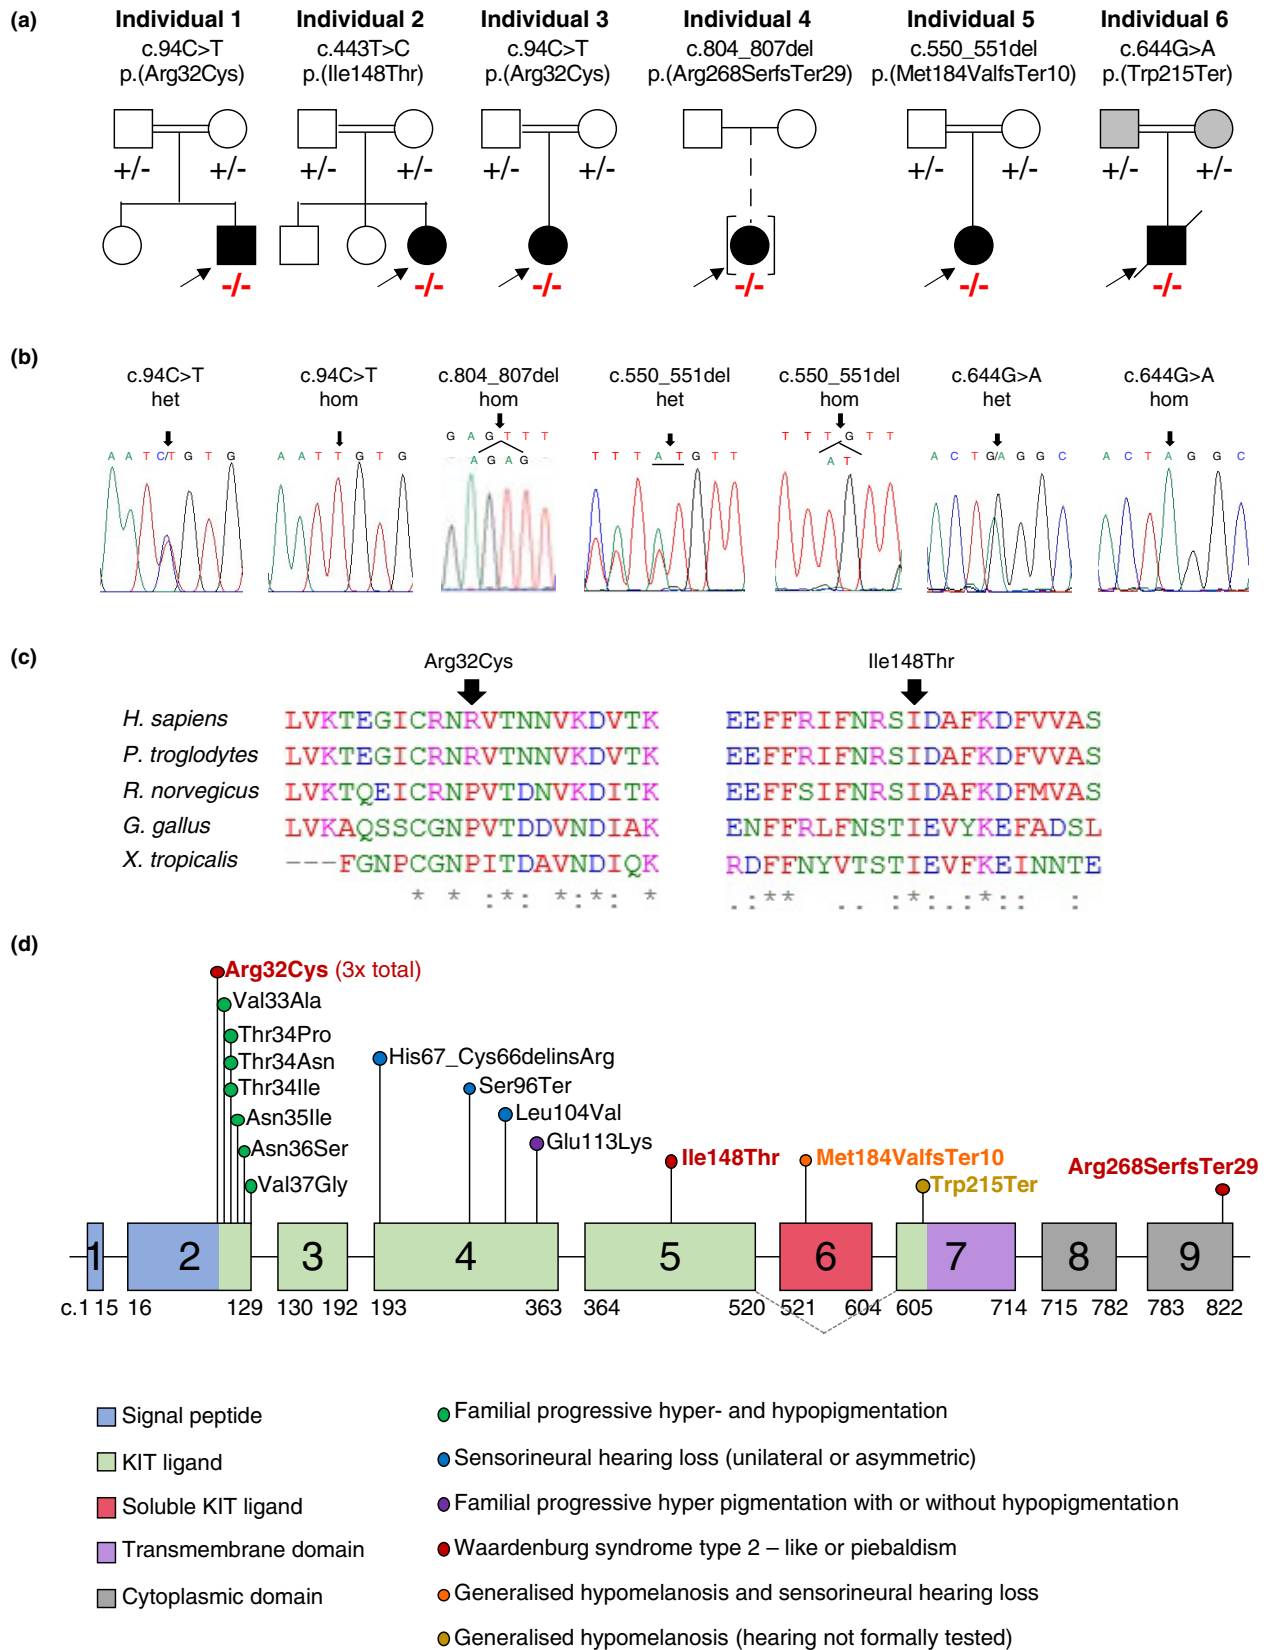 (a)
Individual 1 Individual 2 Individual 3 Individual 4 Individual 5 Individual 6
c.94C>T c.443T>C c.94C>T c.804_807del c.550_551del c.644G>A
p.(Arg32Cys) p.(Ile148Thr) p.(Arg32Cys) p.(Arg268SerfsTer29) p.(Met184ValfsTer10) p.(Trp215Ter)
+/- +/- +/- +/- +/- +/- +/- +/- +/- +/-
-/- -/- -/- -/- -/- -/-
(b)
c.94C>T c.94C>T c.804_807del c.550_551del c.550_551del c.644G>A c.644G>A
het hom hom het hom het hom
G A G T T T T T T G T T
A A T C/T G T G A A T T G T G A G A G T T T A T G T T A T A C T G/A G G C A C T A G G C
(c)
Arg32Cys Ile148Thr
H. sapiens LVKTEGICRNRVTNNVKDVTK EEFFRIFNRSIDAFKDFVVAS
P. troglodytes LVKTEGICRNRVTNNVKDVTK EEFFRIFNRSIDAFKDFVVAS
R. norvegicus LVKTQEICRNPVTDNVKDITK EEFFSIFNRSIDAFKDFMVAS
G. gallus LVKAQSSCGNPVTDDVNDIAK ENFFRLFNSTIEVYKEFADSL
X. tropicalis ---FGNPCGNPITDAVNDIQK RDFFNYVTSTIEVFKEINNTE
* * :*: *:*: * .:** .. :*:.:*:: :
(d)
Arg32Cys (3x total)
Val33Ala
Thr34Pro
Thr34Asn
Thr34Ile
Asn35Ile
Asn36Ser
Val37Gly
His67_Cys66delinsArg
Ser96Ter
Leu104Val
Glu113Lys
Ile148Thr
Met184ValfsTer10
Trp215Ter
Arg268SerfsTer29
1 2 3 4 5 6 7 8 9
c.1 15 16 129 130 192 193 363 364 520 521 604 605 714 715 782 783 822
Signal peptide
KIT ligand
Soluble KIT ligand
Transmembrane domain
Cytoplasmic domain
Familial progressive hyper- and hypopigmentation
Sensorineural hearing loss (unilateral or asymmetric)
Familial progressive hyper pigmentation with or without hypopigmentation
Waardenburg syndrome type 2 – like or piebaldism
Generalised hypomelanosis and sensorineural hearing loss
Generalised hypomelanosis (hearing not formally tested)